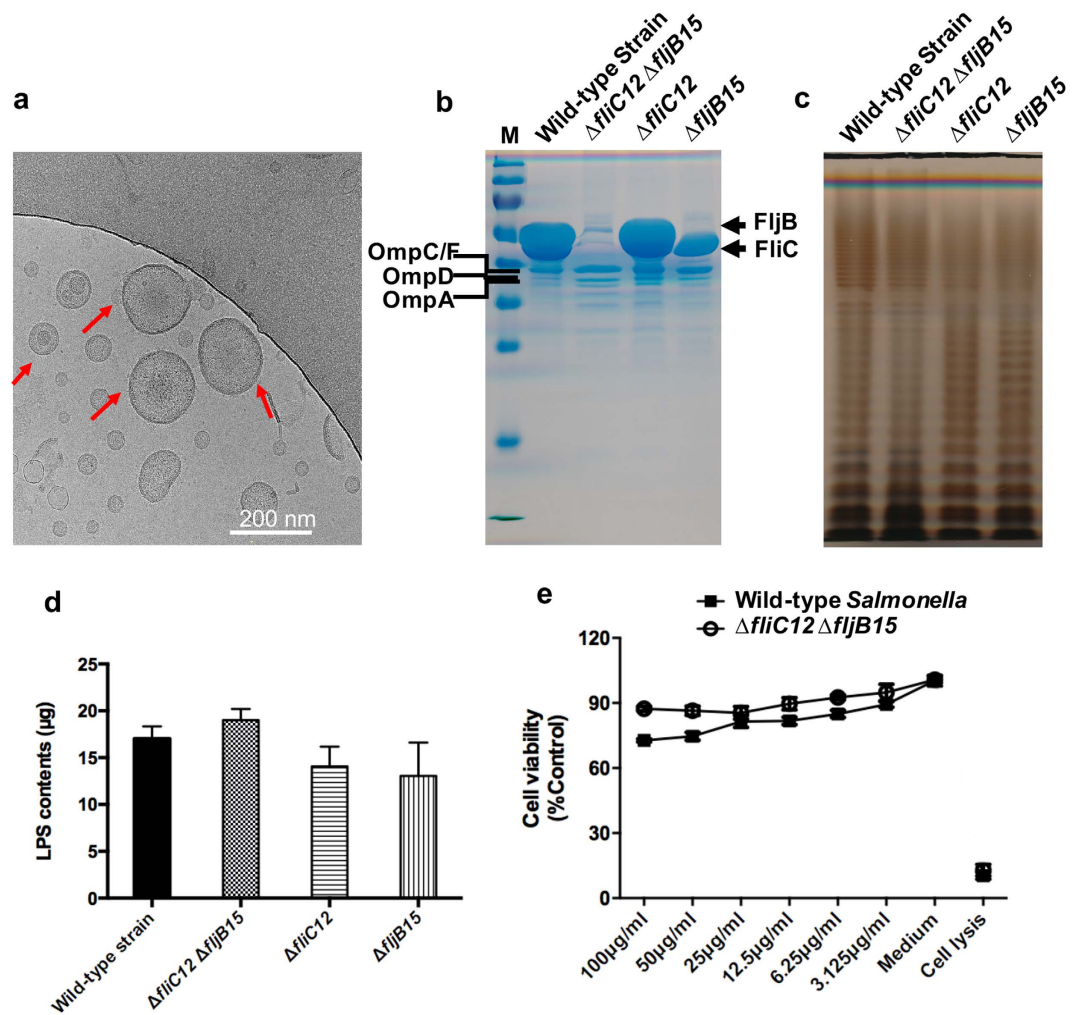 a
200 nm
b
M
Wild-type Strain
ΔfliC12 ΔfljB15
ΔfliC12
ΔfljB15
OmpC/F
OmpD
OmpA
FljB
FliC
c
Wild-type Strain
ΔfliC12 ΔfljB15
ΔfliC12
ΔfljB15
d
LPS contents (µg)
25
20
15
10
5
0
Wild-type strain
ΔfliC12 ΔfljB15
ΔfliC12
ΔfljB15
e
Wild-type Salmonella
ΔfliC12 ΔfljB15
Cell viability
(%Control)
120
90
60
30
0
100µg/ml
50µg/ml
25µg/ml
12.5µg/ml
6.25µg/ml
3.125µg/ml
Medium
Cell lysis